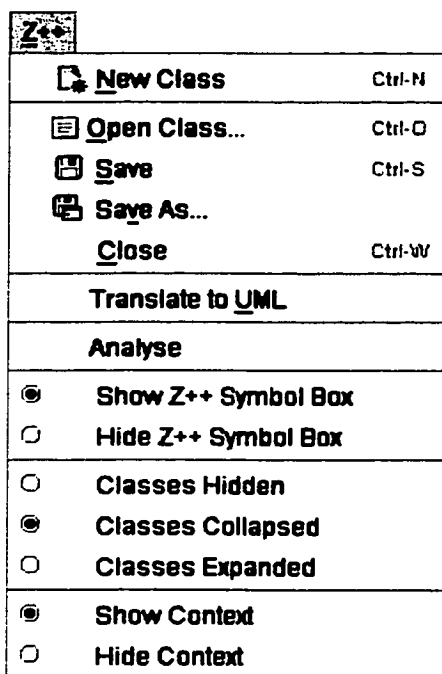 Z++
New Class Ctrl-N
Open Class... Ctrl-O
Save Ctrl-S
Save As...
Close Ctrl-W
Translate to UML
Analyse
Show Z++ Symbol Box
Hide Z++ Symbol Box
Classes Hidden
Classes Collapsed
Classes Expanded
Show Context
Hide Context